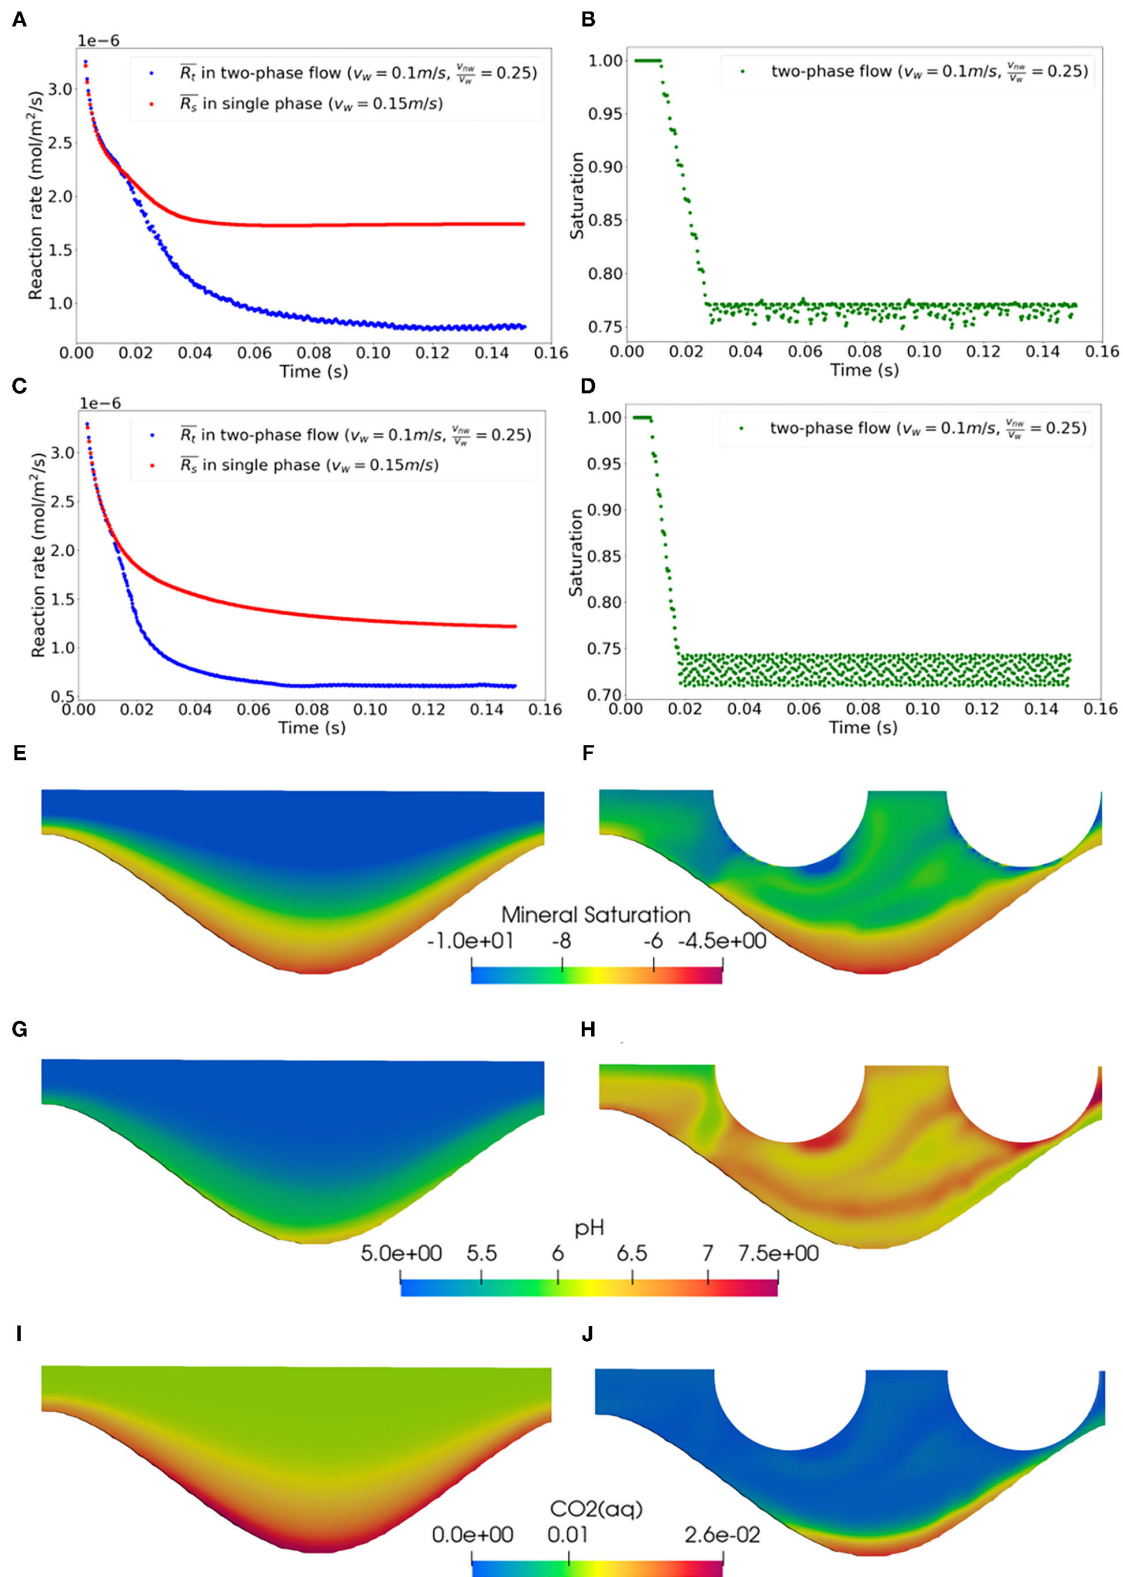 A
1e−6
R̅t in two-phase flow (vw = 0.1m/s, vnw/vw = 0.25)
R̅s in single phase (vw = 0.15m/s)
Reaction rate (mol/m²/s)
3.0
2.5
2.0
1.5
1.0
0.00 0.02 0.04 0.06 0.08 0.10 0.12 0.14 0.16
Time (s)
B
two-phase flow (vw = 0.1m/s, vnw/vw = 0.25)
Saturation
1.00
0.95
0.90
0.85
0.80
0.75
0.00 0.02 0.04 0.06 0.08 0.10 0.12 0.14 0.16
Time (s)
C
1e−6
R̅t in two-phase flow (vw = 0.1m/s, vnw/vw = 0.25)
R̅s in single phase (vw = 0.15m/s)
Reaction rate (mol/m²/s)
3.0
2.5
2.0
1.5
1.0
0.5
0.00 0.02 0.04 0.06 0.08 0.10 0.12 0.14 0.16
Time (s)
D
two-phase flow (vw = 0.1m/s, vnw/vw = 0.25)
Saturation
1.00
0.95
0.90
0.85
0.80
0.75
0.70
0.00 0.02 0.04 0.06 0.08 0.10 0.12 0.14 0.16
Time (s)
E
F
Mineral Saturation
-1.0e+01 -8 -6 -4.5e+00
G
H
pH
5.0e+00 5.5 6 6.5 7 7.5e+00
I
J
CO2(aq)
0.0e+00 0.01 2.6e-02